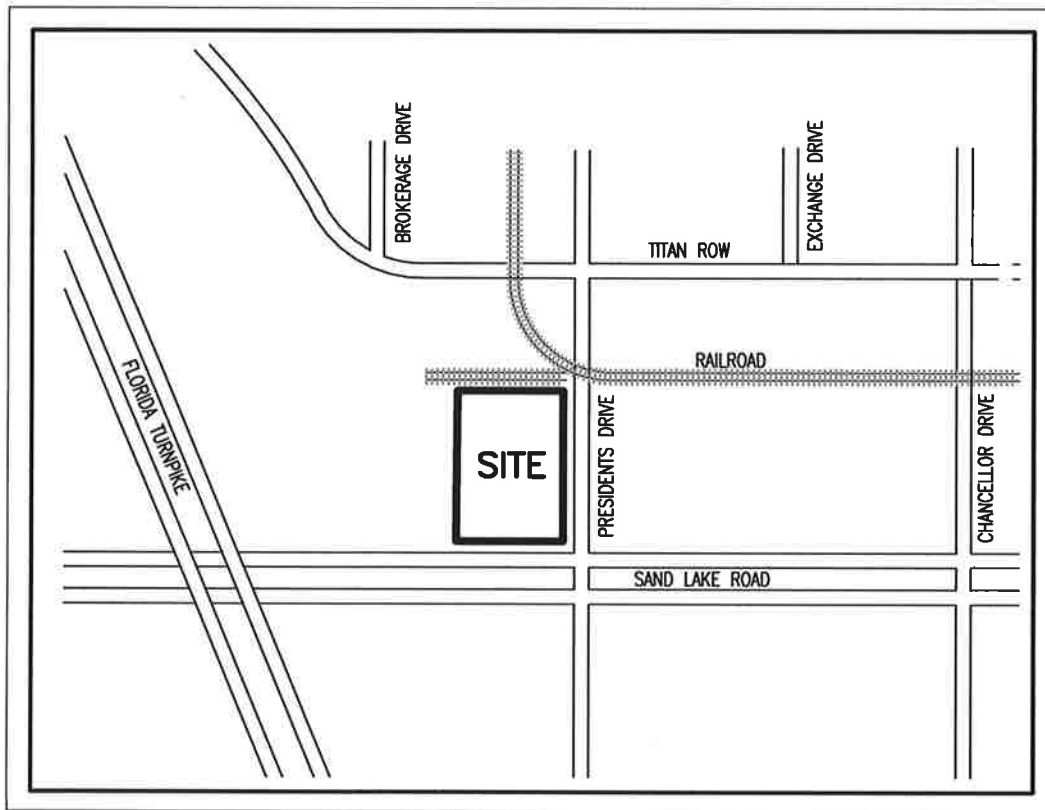 BROKERAGE DRIVE
EXCHANGE DRIVE
TITAN ROW
RAILROAD
FLORIDA TURNPIKE
SITE
PRESIDENTS DRIVE
CHANCELLOR DRIVE
SAND LAKE ROAD